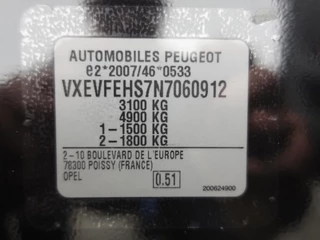 AUTOMOBILES PEUGEOT
e2*2007/46*0533
VXEVFEHS7N7060912
3100 KG
4900 KG
1-1500 KG
2-1800 KG
2-10 BOULEVARD DE L'EUROPE
78300 POISSY (FRANCE)
OPEL 0.51
200624900